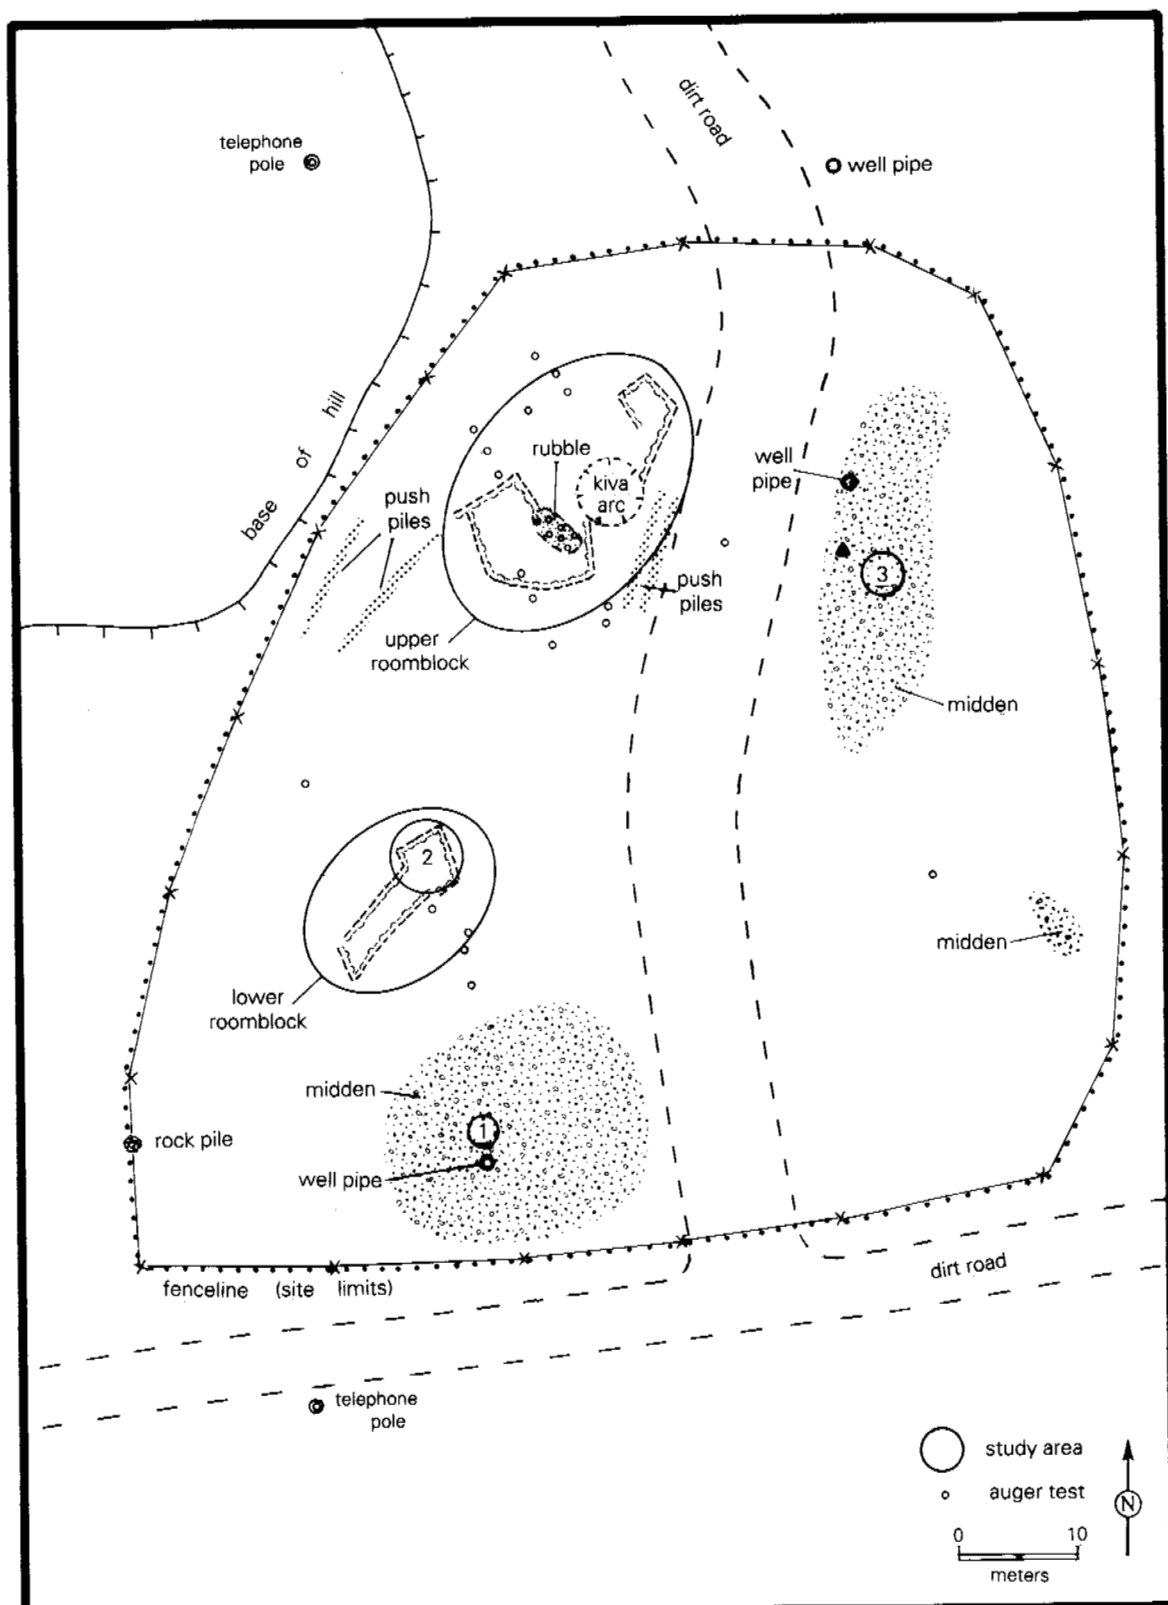 dirt road
telephone
pole
well pipe
base of hill
rubble
kiva
arc
well
pipe
push
piles
3
push
piles
upper
roomblock
midden
2
midden
lower
roomblock
midden
1
rock pile
well pipe
fenceline (site limits)
dirt road
telephone
pole
study area
auger test
N
0 10
meters